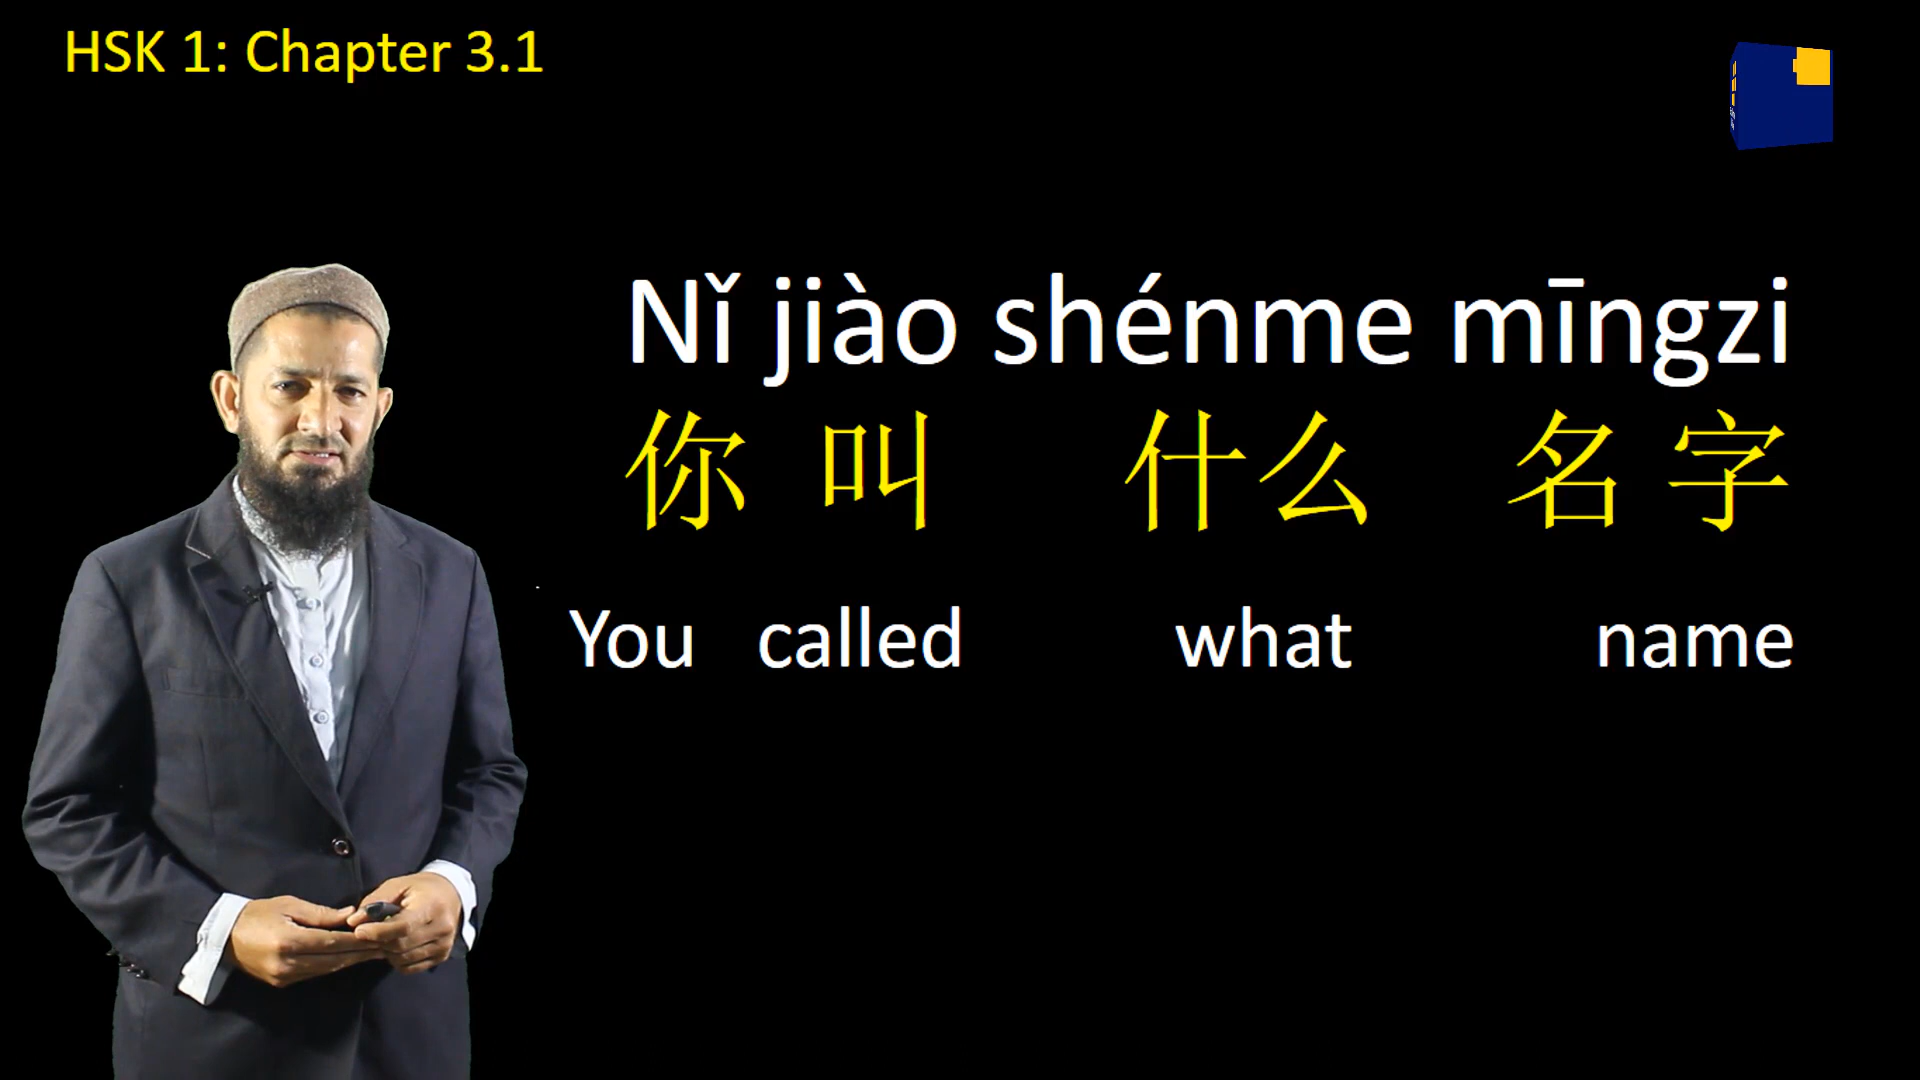 HSK 1: Chapter 3.1
Nǐ jiào shénme mīngzi
你 叫 什么 名字
You called what name